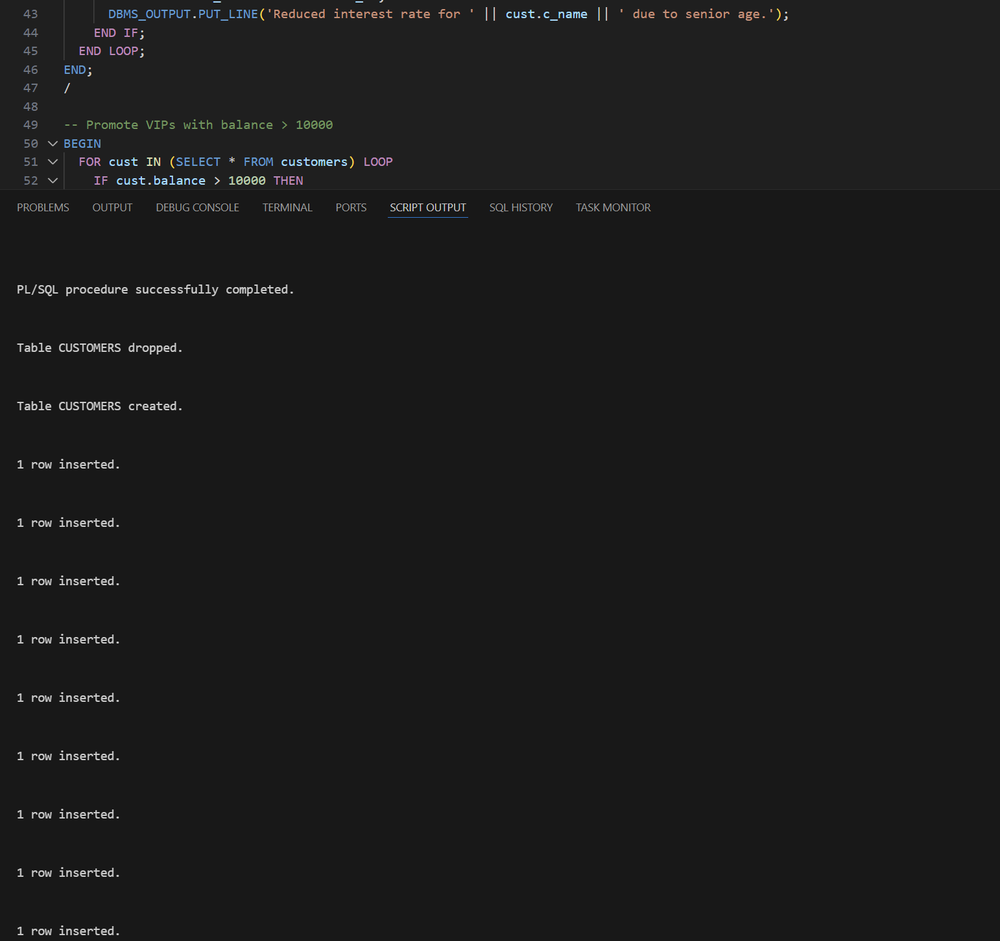 43 DBMS_OUTPUT.PUT_LINE('Reduced interest rate for ' || cust.c_name || ' due to senior age.');
44 END IF;
45 END LOOP;
46 END;
47 /
48
49 -- Promote VIPs with balance > 10000
50 BEGIN
51 FOR cust IN (SELECT * FROM customers) LOOP
52 IF cust.balance > 10000 THEN
PROBLEMS OUTPUT DEBUG CONSOLE TERMINAL PORTS SCRIPT OUTPUT SQL HISTORY TASK MONITOR
PL/SQL procedure successfully completed.
Table CUSTOMERS dropped.
Table CUSTOMERS created.
1 row inserted.
1 row inserted.
1 row inserted.
1 row inserted.
1 row inserted.
1 row inserted.
1 row inserted.
1 row inserted.
1 row inserted.